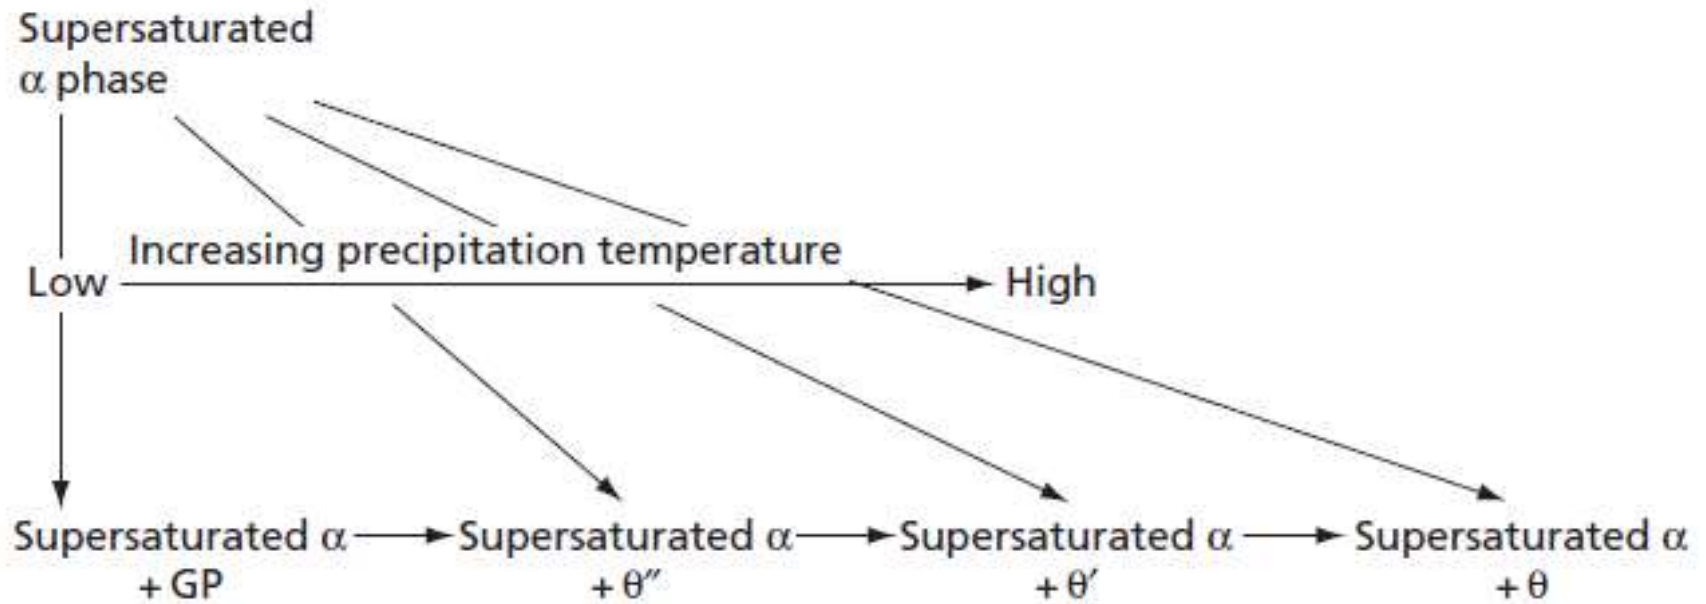 Supersaturated
α phase
Increasing precipitation temperature
Low
High
Supersaturated α
+ GP
Supersaturated α
+ θ″
Supersaturated α
+ θ′
Supersaturated α
+ θ